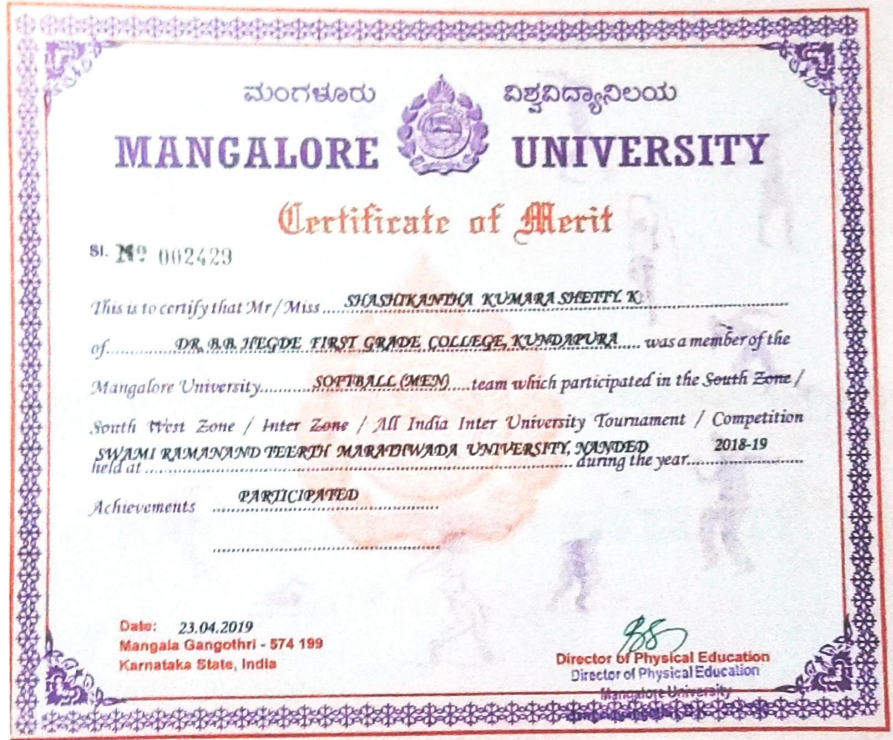 ಮಂಗಳೂರು ವಿಶ್ವವಿದ್ಯಾನಿಲಯ
MANGALORE UNIVERSITY
Certificate of Merit
Sl. No 002429
This is to certify that Mr/Miss SHASHIKANTHA KUMARA SHETTY. K
of DR. B.B. HEGDE FIRST GRADE COLLEGE, KUNDAPURA was a member of the
Mangalore University SOFTBALL (MEN) team which participated in the South Zone /
South West Zone / Inter Zone / All India Inter University Tournament / Competition
SWAMI RAMANAND TEERTH MARATHWADA UNIVERSITY, NANDED 2018-19
held at during the year
Achievements PARTICIPATED
Date: 23.04.2019
Mangala Gangothri - 574 199
Karnataka State, India
Director of Physical Education
Director of Physical Education
Mangalore University